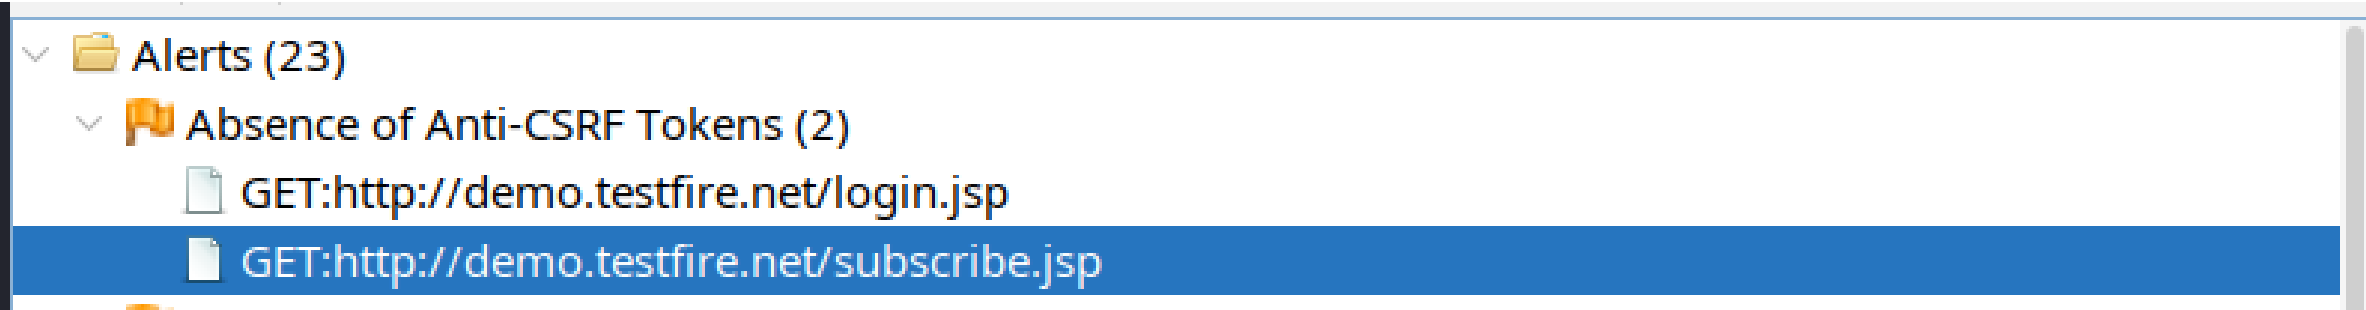 Alerts (23)
Absence of Anti-CSRF Tokens (2)
GET:http://demo.testfire.net/login.jsp
GET:http://demo.testfire.net/subscribe.jsp